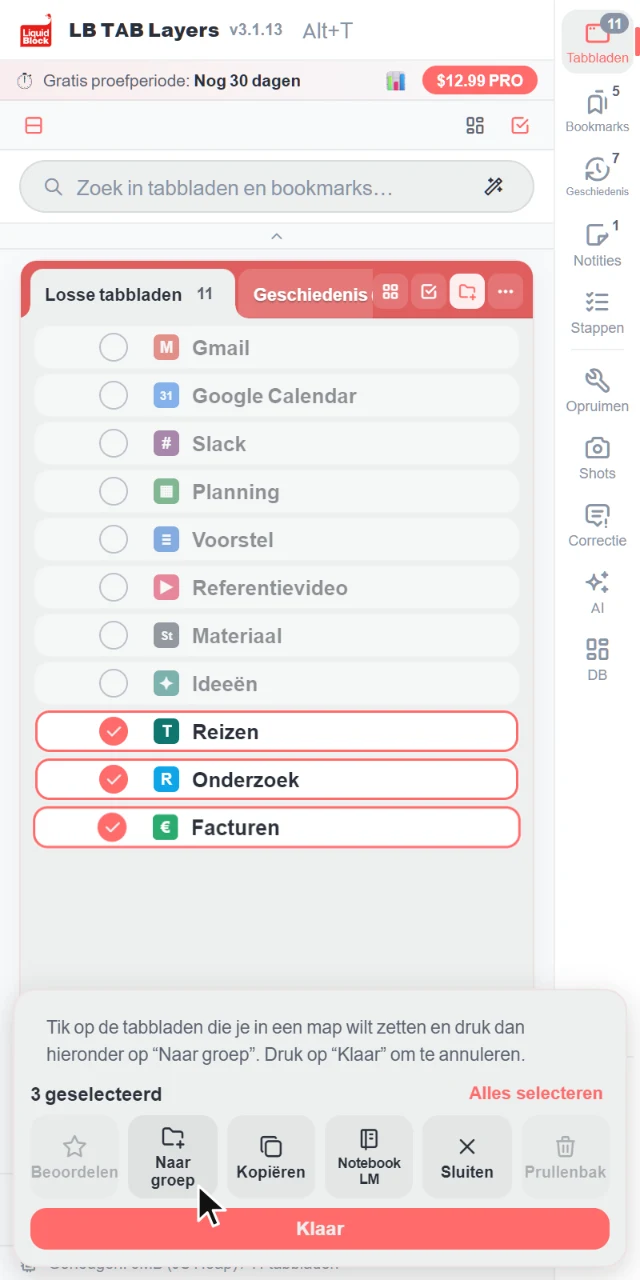 Liquid Block
LB TAB Layers v3.1.13 Alt+T
Gratis proefperiode: Nog 30 dagen
$12.99 PRO
Zoek in tabbladen en bookmarks…
Losse tabbladen 11
Geschiedenis
M Gmail
31 Google Calendar
# Slack
Planning
Voorstel
Referentievideo
St Materiaal
Ideeën
T Reizen
R Onderzoek
€ Facturen
11
Tabbladen
5
Bookmarks
7
Geschiedenis
1
Notities
Stappen
Opruimen
Shots
Correctie
AI
DB
Tik op de tabbladen die je in een map wilt zetten en druk dan
hieronder op “Naar groep”. Druk op “Klaar” om te annuleren.
3 geselecteerd
Alles selecteren
Beoordelen
Naar
groep
Kopiëren
Notebook
LM
Sluiten
Prullenbak
Klaar